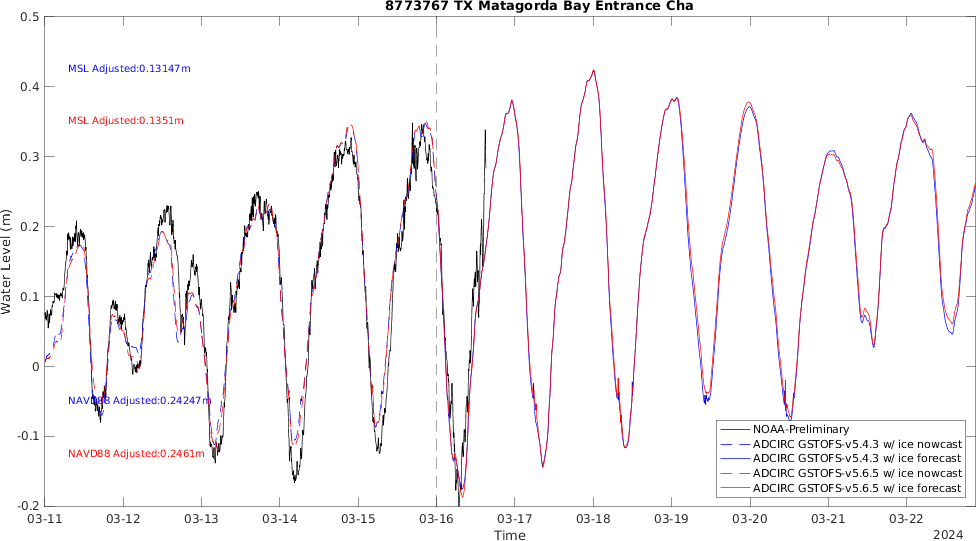 8773767 TX Matagorda Bay Entrance Cha
0.5
0.4
0.3
0.2
0.1
0
-0.1
-0.2
Water Level (m)
MSL Adjusted:0.13147m
MSL Adjusted:0.1351m
NAVD88 Adjusted:0.24247m
NAVD88 Adjusted:0.2461m
NOAA-Preliminary
ADCIRC GSTOFS-v5.4.3 w/ ice nowcast
ADCIRC GSTOFS-v5.4.3 w/ ice forecast
ADCIRC GSTOFS-v5.6.5 w/ ice nowcast
ADCIRC GSTOFS-v5.6.5 w/ ice forecast
03-11 03-12 03-13 03-14 03-15 03-16 03-17 03-18 03-19 03-20 03-21 03-22
Time
2024